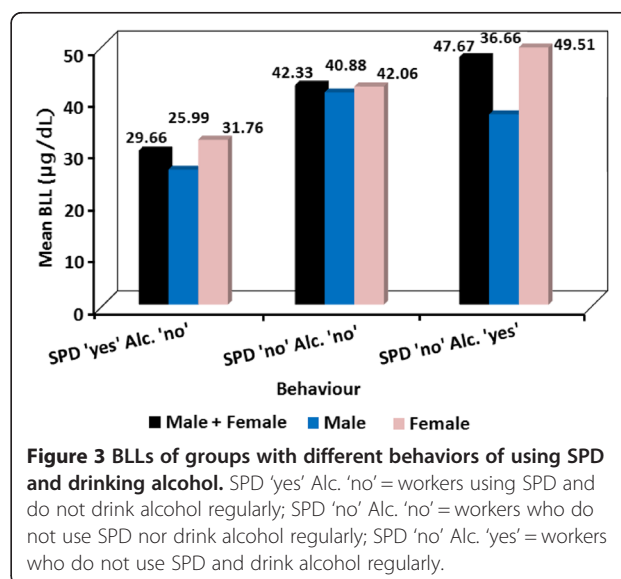 50
40
30
20
10
0
Mean BLL (µg/dL)
29.66 25.99 31.76
42.33 40.88 42.06
47.67 36.66 49.51
SPD 'yes' Alc. 'no'
SPD 'no' Alc. 'no'
SPD 'no' Alc. 'yes'
Behaviour
Male + Female Male Female
Figure 3 BLLs of groups with different behaviors of using SPD
and drinking alcohol. SPD ‘yes’ Alc. ‘no’ = workers using SPD and
do not drink alcohol regularly; SPD ‘no’ Alc. ‘no’ = workers who do
not use SPD nor drink alcohol regularly; SPD ‘no’ Alc. ‘yes’ = workers
who do not use SPD and drink alcohol regularly.